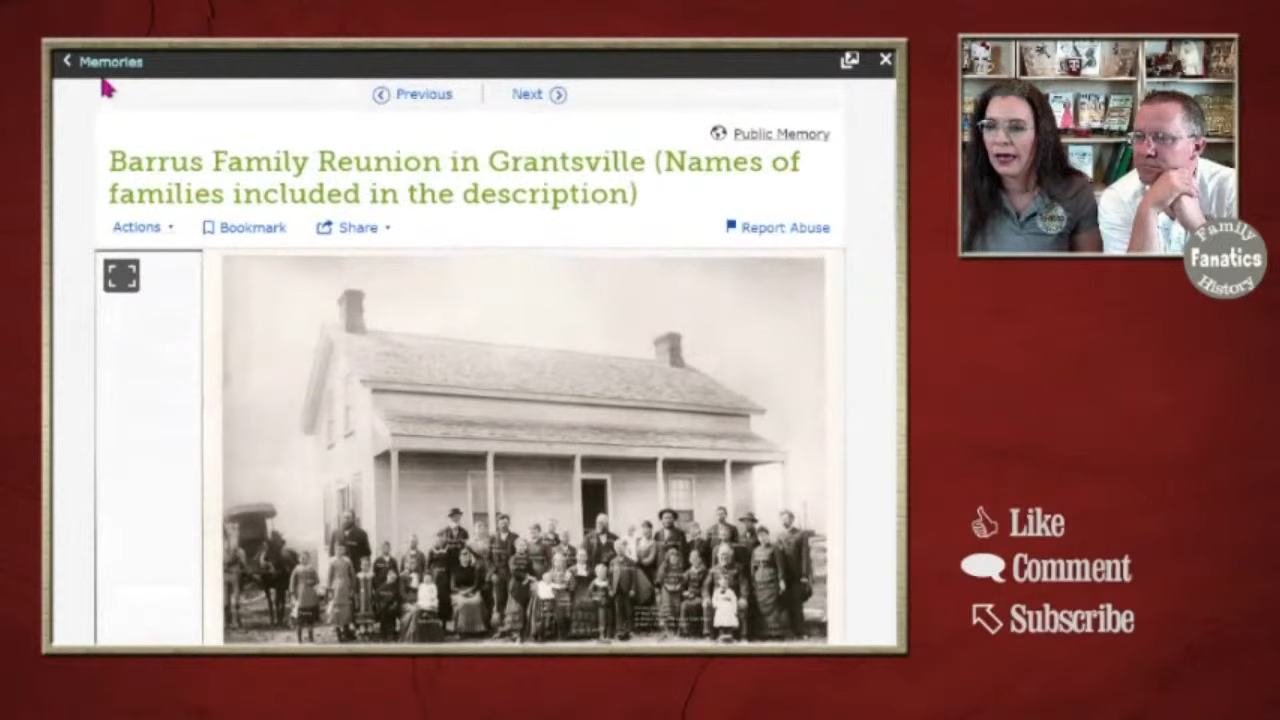 Memories
Previous
Next
Public Memory
Barrus Family Reunion in Grantsville (Names of
families included in the description)
Actions
Bookmark
Share
Report Abuse
Family
Fanatics
History
Like
Comment
Subscribe